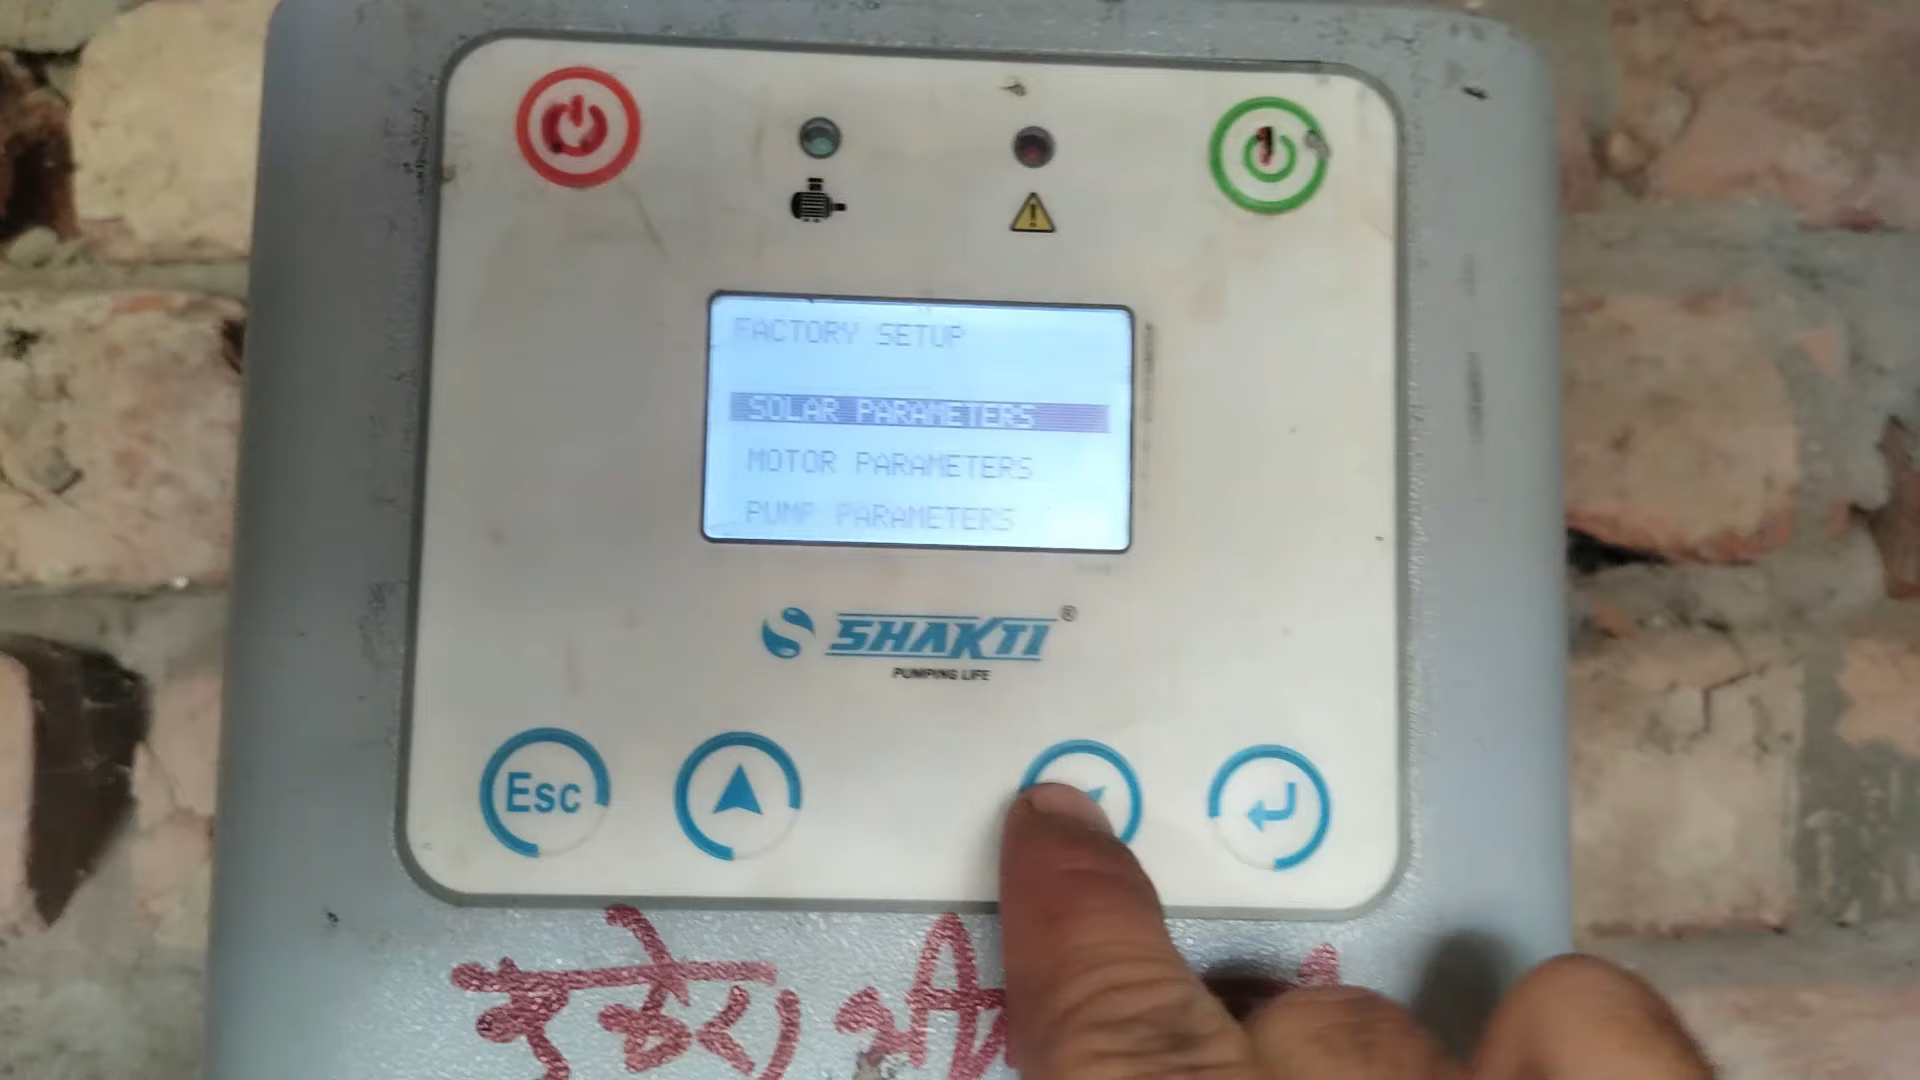 FACTORY SETUP
SOLAR PARAMETERS
MOTOR PARAMETERS
PUMP PARAMETERS
SHAKTI®
PUMPING LIFE
Esc